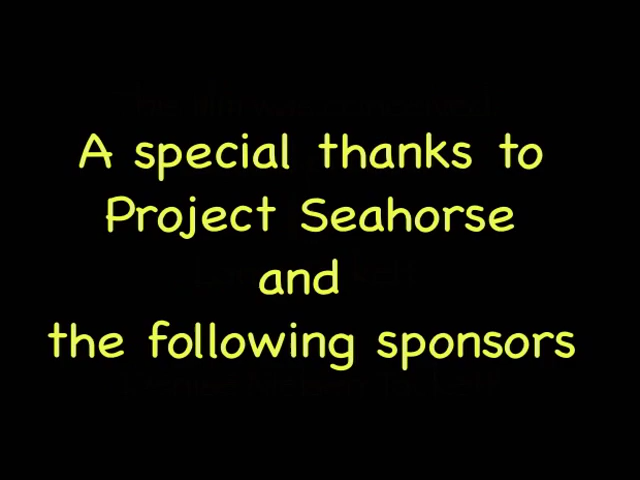 A special thanks to
Project Seahorse
and
the following sponsors